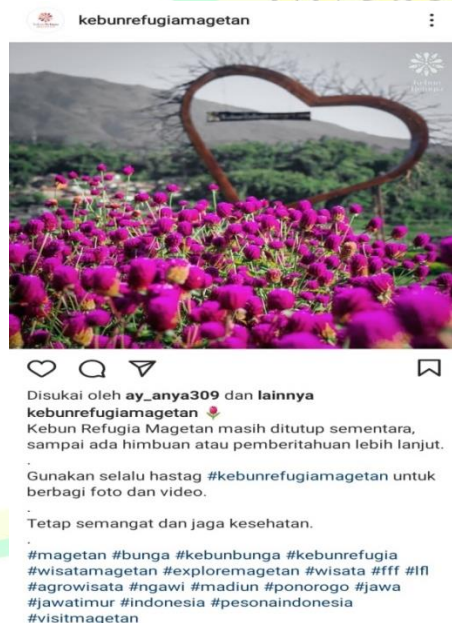 kebunrefugiamagetan
Disukai oleh ay_anya309 dan lainnya
kebunrefugiamagetan 🌷
Kebun Refugia Magetan masih ditutup sementara,
sampai ada himbuan atau pemberitahuan lebih lanjut.
.
Gunakan selalu hastag #kebunrefugiamagetan untuk
berbagi foto dan video.
.
Tetap semangat dan jaga kesehatan.
.
#magetan #bunga #kebunbunga #kebunrefugia
#wisatamagetan #exploremagetan #wisata #fff #lfl
#agrowisata #ngawi #madiun #ponorogo #jawa
#jawatimur #indonesia #pesonaindonesia
#visitmagetan